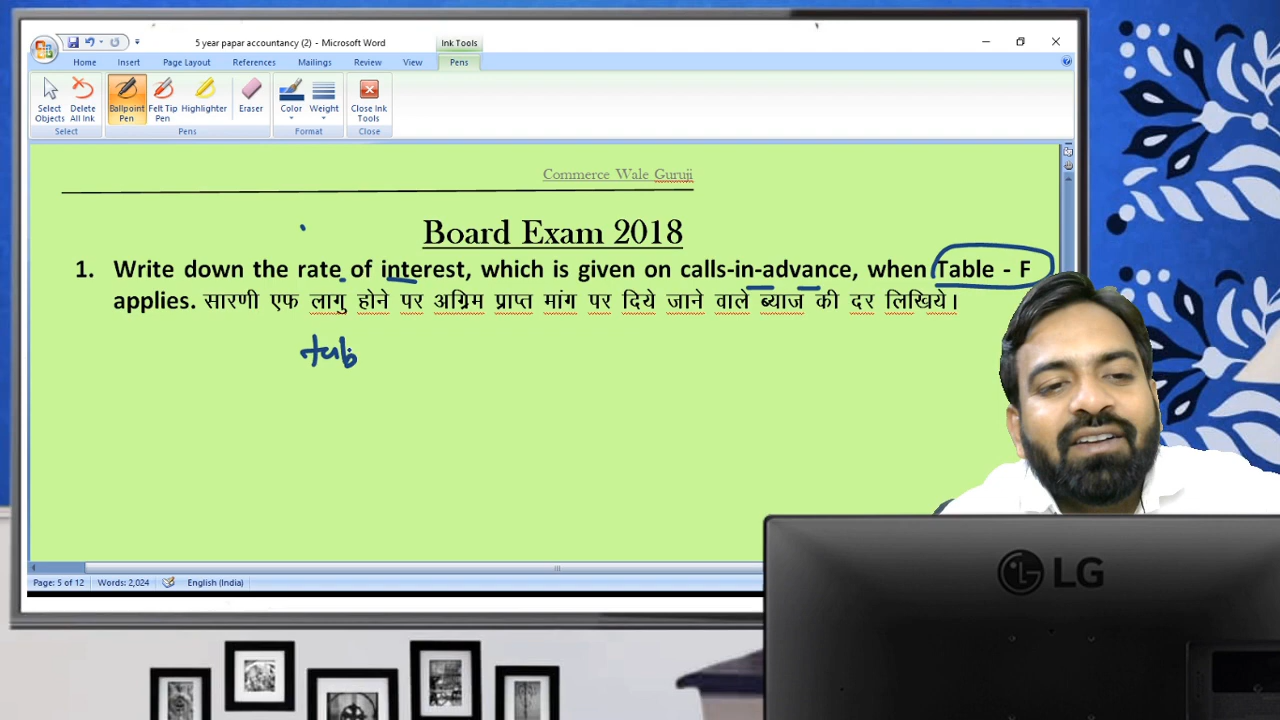 5 year papar accountancy (2) - Microsoft Word
Ink Tools
Home Insert Page Layout References Mailings Review View Pens
Select Objects
Delete All Ink
Ballpoint Pen
Felt Tip Pen
Highlighter
Eraser
Color
Weight
Close Ink Tools
Select Pens Format Close
Commerce Wale Guruji
Board Exam 2018
1. Write down the rate of interest, which is given on calls-in-advance, when Table - F
applies. सारणी एफ लागु होने पर अग्रिम प्राप्त मांग पर दिये जाने वाले ब्याज की दर लिखिये।
tab
LG
Page: 5 of 12 Words: 2,024 English (India)